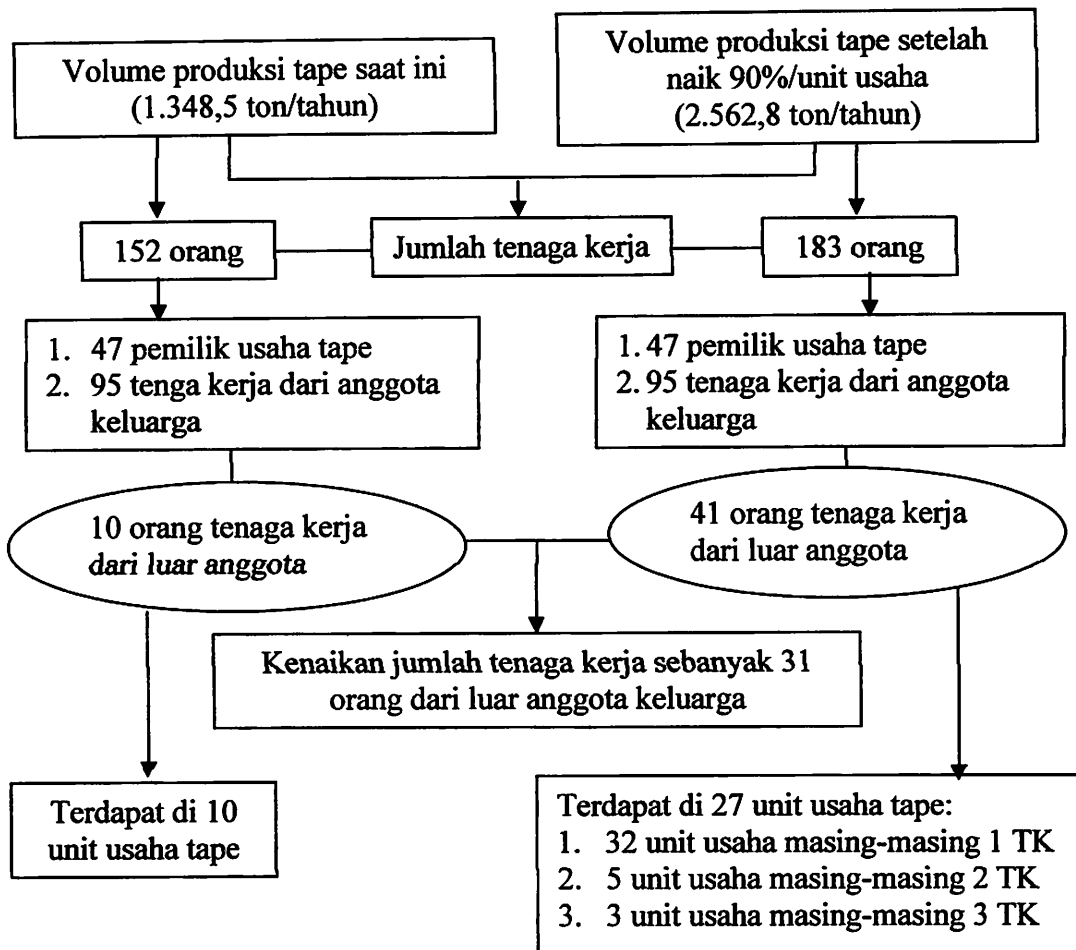 Volume produksi tape saat ini
(1.348,5 ton/tahun)
Volume produksi tape setelah
naik 90%/unit usaha
(2.562,8 ton/tahun)
152 orang
Jumlah tenaga kerja
183 orang
1. 47 pemilik usaha tape
2. 95 tenga kerja dari anggota
keluarga
1. 47 pemilik usaha tape
2. 95 tenaga kerja dari anggota
keluarga
10 orang tenaga kerja
dari luar anggota
41 orang tenaga kerja
dari luar anggota
Kenaikan jumlah tenaga kerja sebanyak 31
orang dari luar anggota keluarga
Terdapat di 10
unit usaha tape
Terdapat di 27 unit usaha tape:
1. 32 unit usaha masing-masing 1 TK
2. 5 unit usaha masing-masing 2 TK
3. 3 unit usaha masing-masing 3 TK